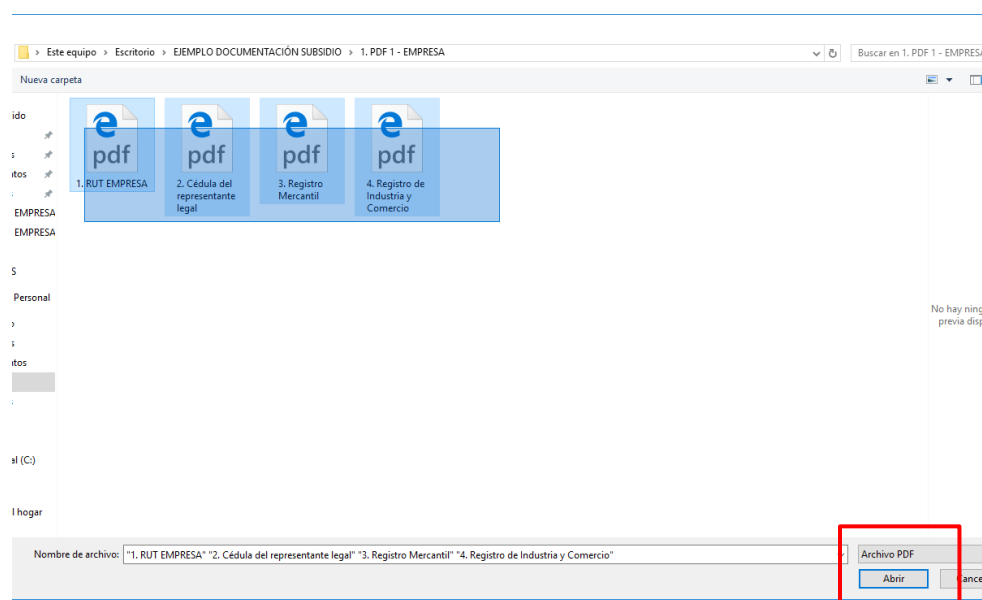 Este equipo > Escritorio > EJEMPLO DOCUMENTACIÓN SUBSIDIO > 1. PDF 1 - EMPRESA
Buscar en 1. PDF 1 - EMPRESA
Nueva carpeta
ido
s
tos
EMPRESA
EMPRESA
S
Personal
s
tos
al (C:)
l hogar
pdf
pdf
pdf
pdf
1. RUT EMPRESA
2. Cédula del
representante
legal
3. Registro
Mercantil
4. Registro de
Industria y
Comercio
No hay ning
previa disp
Nombre de archivo:
"1. RUT EMPRESA" "2. Cédula del representante legal" "3. Registro Mercantil" "4. Registro de Industria y Comercio"
Archivo PDF
Abrir
Cance